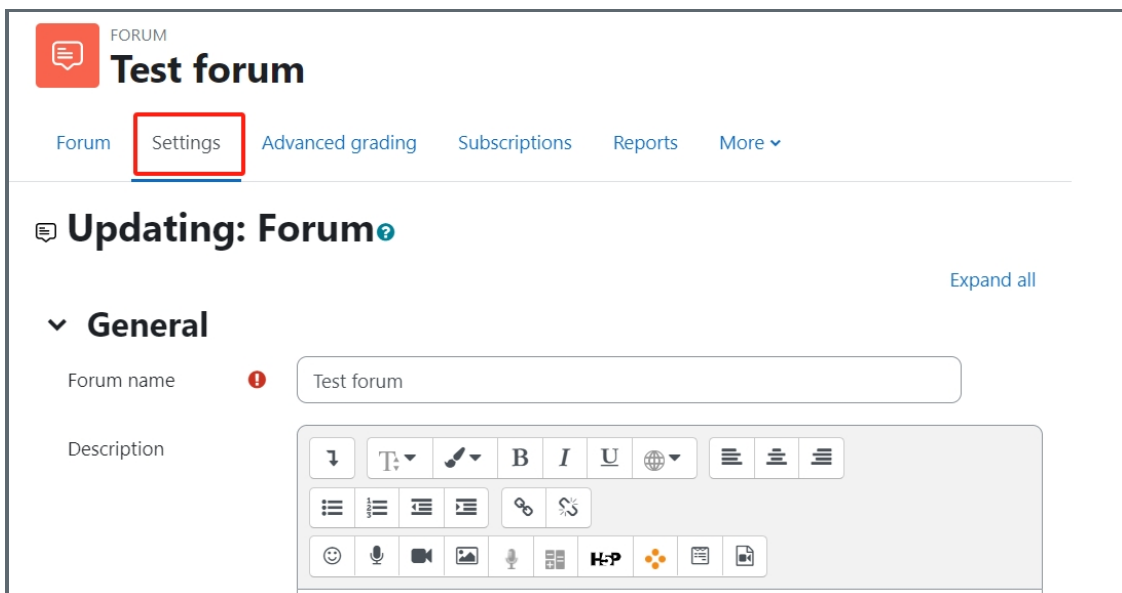 FORUM
Test forum
Forum Settings Advanced grading Subscriptions Reports More
Updating: Forum
Expand all
General
Forum name Test forum
Description
B I U
H5P